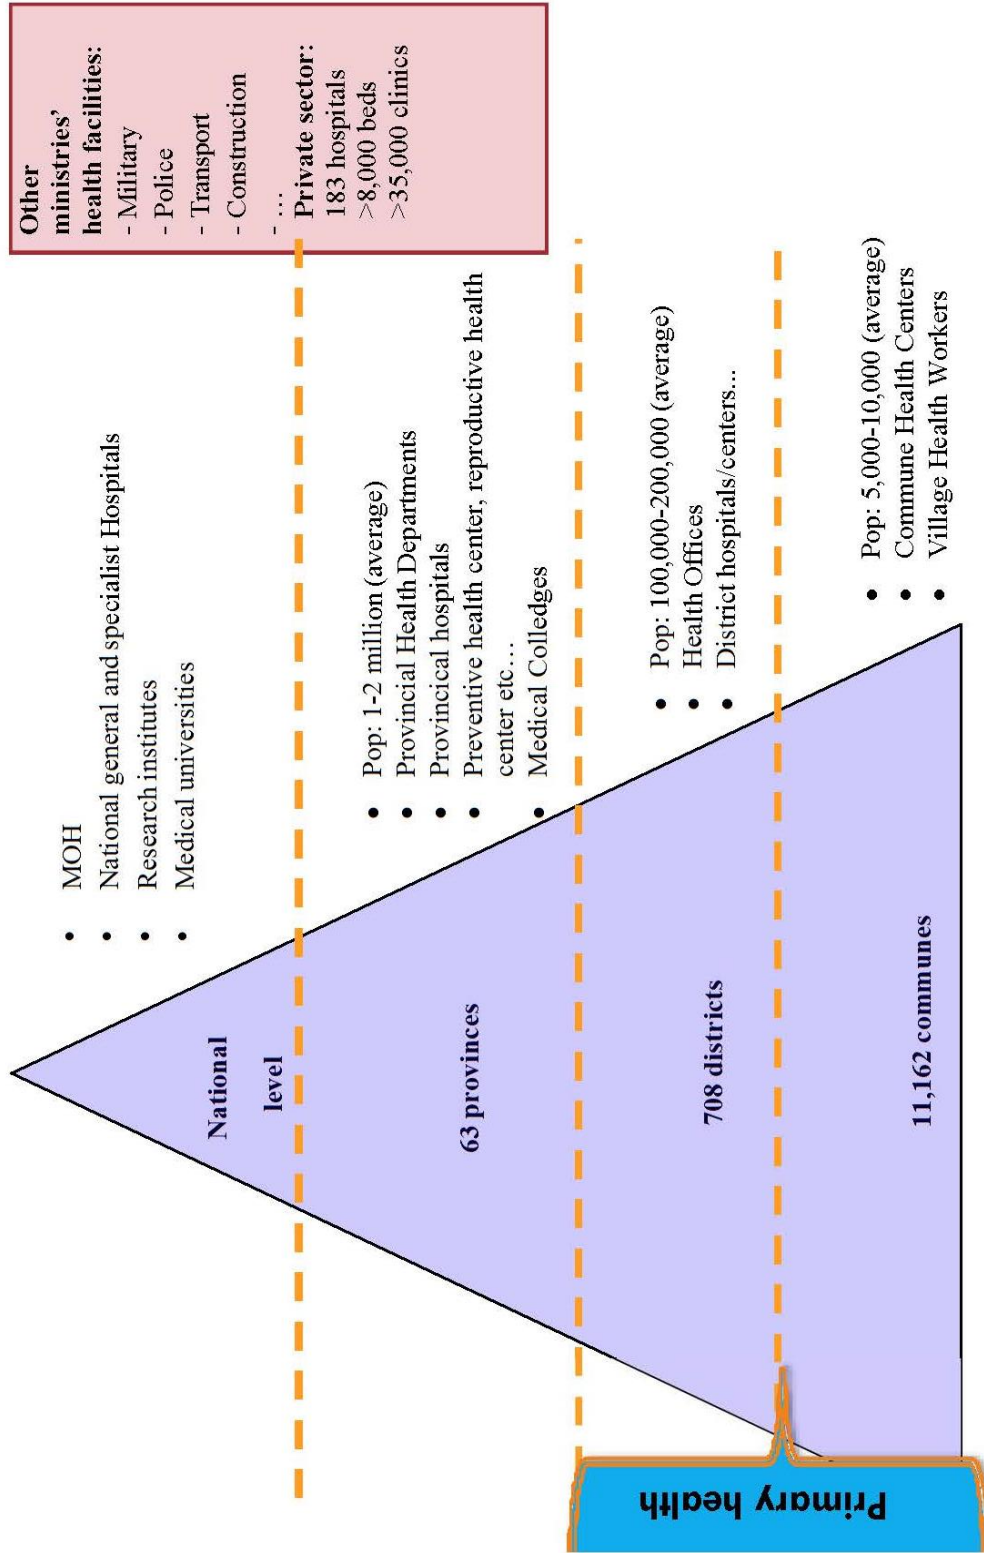 Other
ministries'
health facilities:
- Military
- Police
- Transport
- Construction
- …
Private sector:
183 hospitals
>8,000 beds
>35,000 clinics
• MOH
• National general and specialist Hospitals
• Research institutes
• Medical universities
National
level
• Pop: 1-2 million (average)
• Provincial Health Departments
• Provincical hospitals
• Preventive health center, reproductive health
center etc…
• Medical Colledges
63 provinces
• Pop: 100,000-200,000 (average)
• Health Offices
• District hospitals/centers...
708 districts
• Pop: 5,000-10,000 (average)
• Commune Health Centers
• Village Health Workers
11,162 communes
Primary health